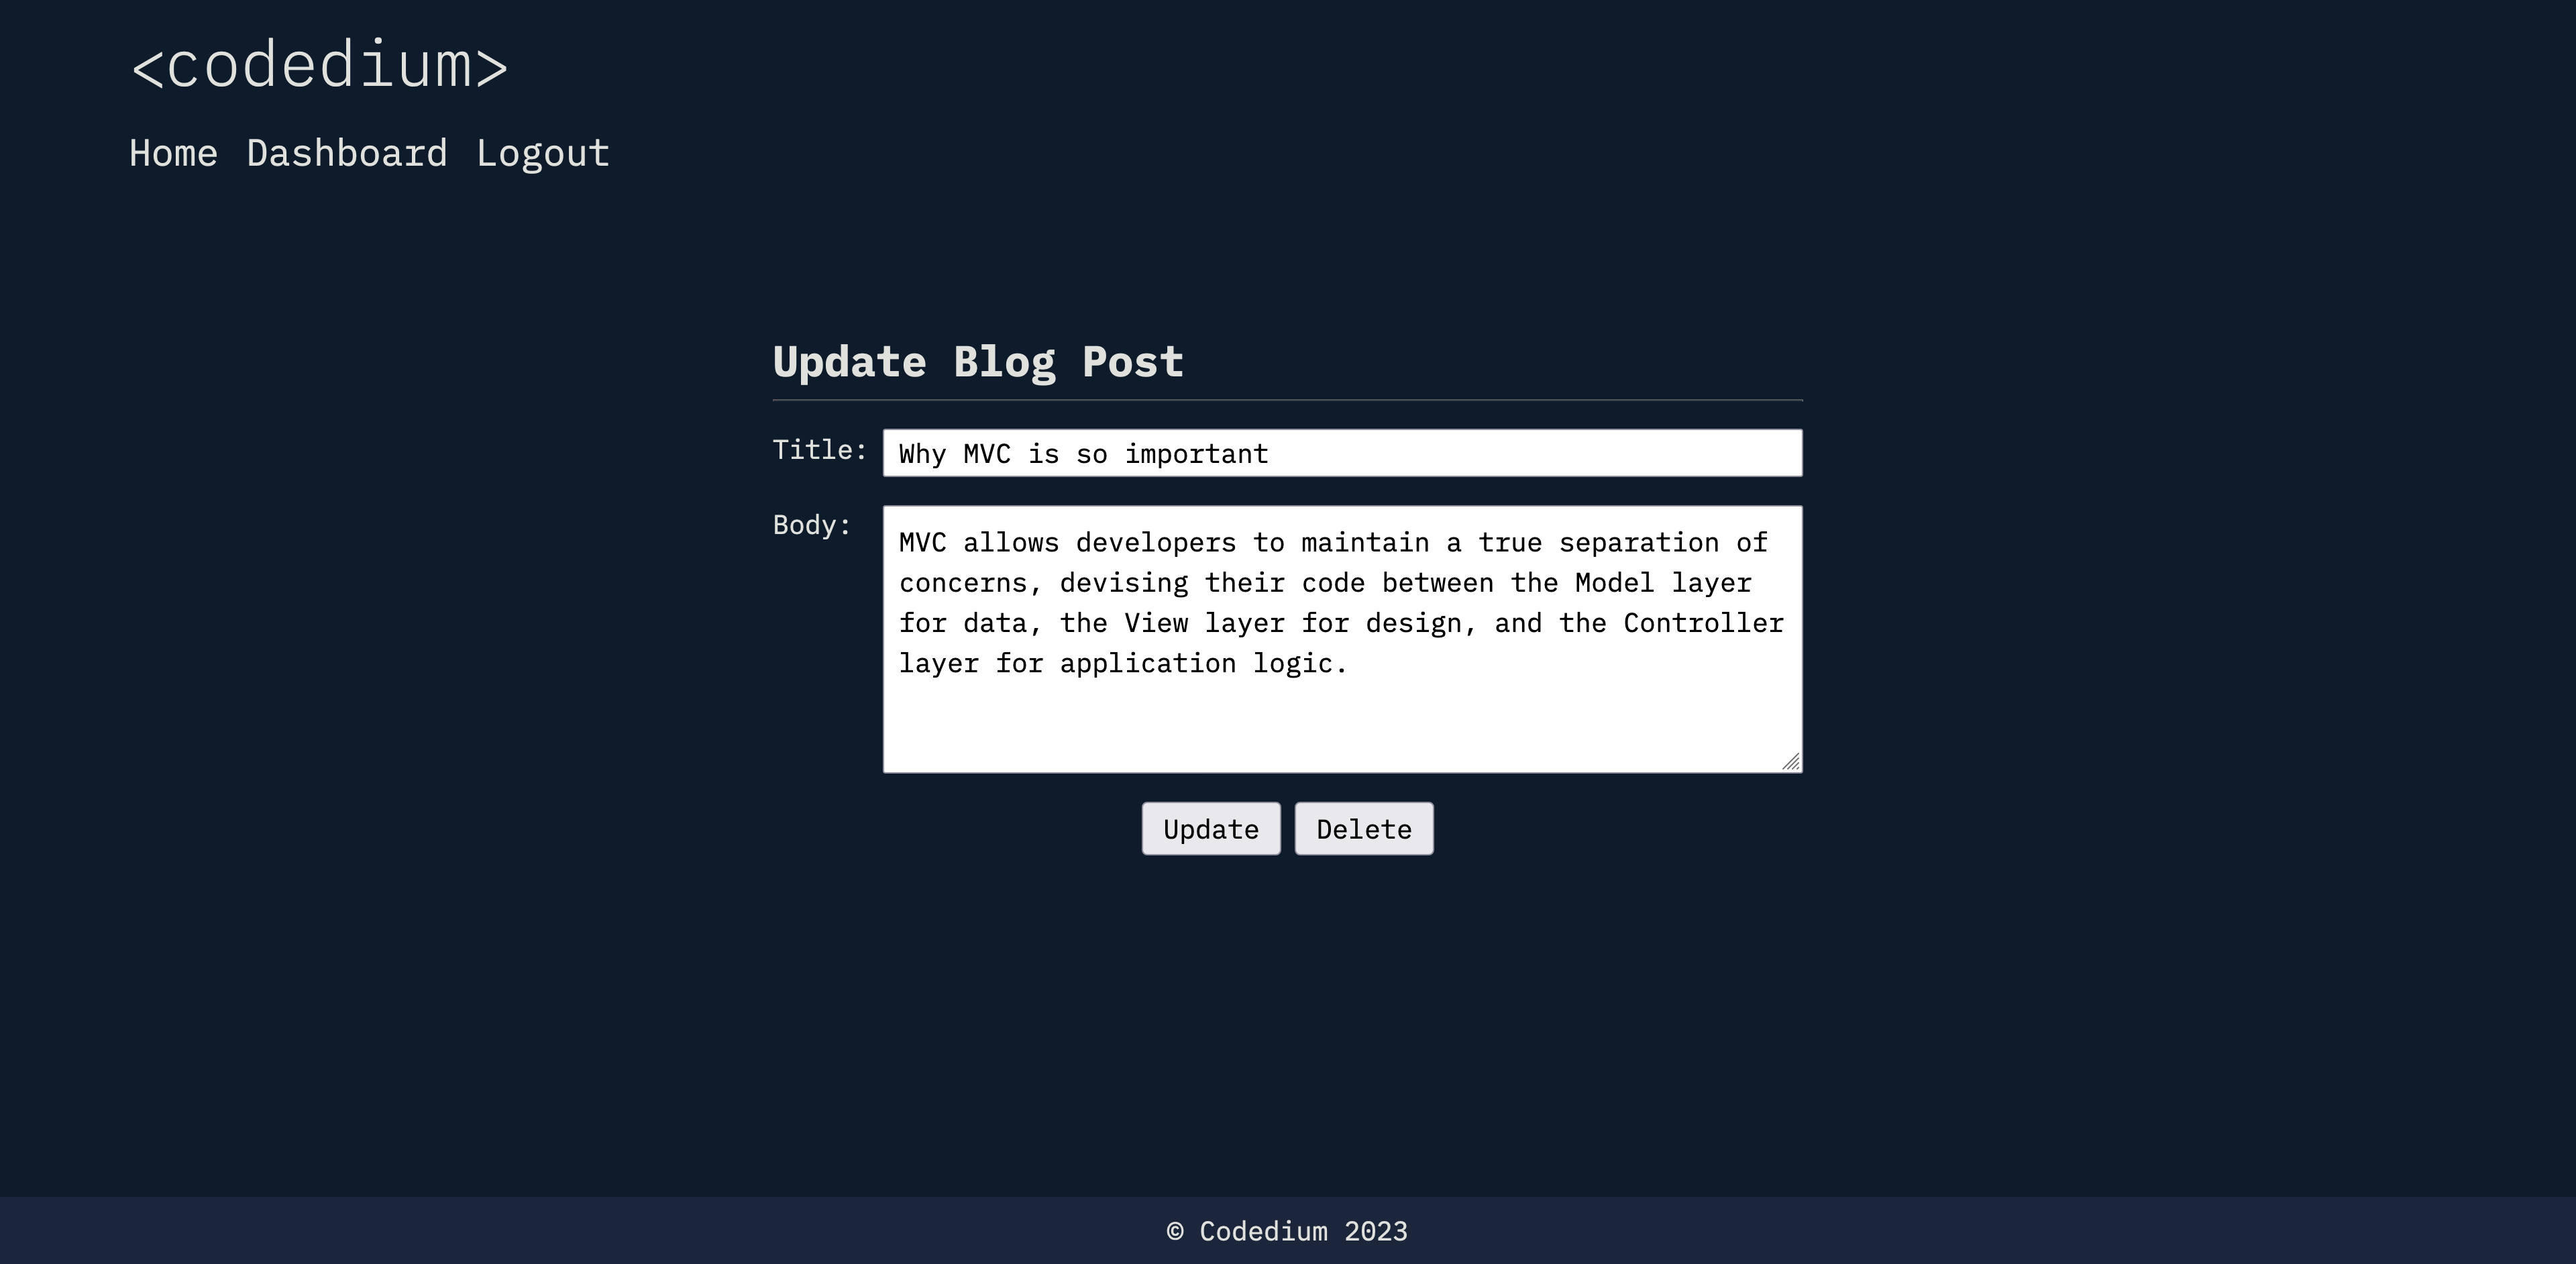 <codedium>
Home Dashboard Logout
Update Blog Post
Title: Why MVC is so important
Body:
MVC allows developers to maintain a true separation of
concerns, devising their code between the Model layer
for data, the View layer for design, and the Controller
layer for application logic.
Update Delete
© Codedium 2023